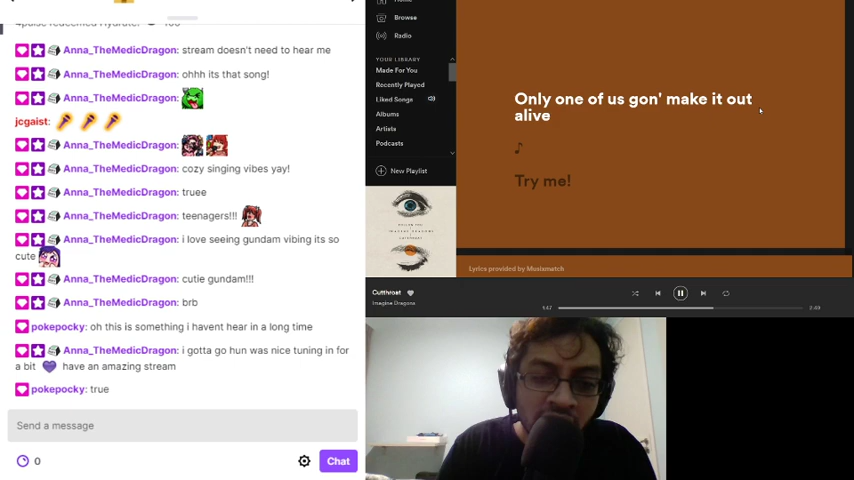 Anna_TheMedicDragon: stream doesn't need to hear me
Anna_TheMedicDragon: ohhh its that song!
Anna_TheMedicDragon:
jcgaist:
Anna_TheMedicDragon:
Anna_TheMedicDragon: cozy singing vibes yay!
Anna_TheMedicDragon: truee
Anna_TheMedicDragon: teenagers!!!
Anna_TheMedicDragon: i love seeing gundam vibing its so
cute
Anna_TheMedicDragon: cutie gundam!!!
Anna_TheMedicDragon: brb
pokepocky: oh this is something i havent hear in a long time
Anna_TheMedicDragon: i gotta go hun was nice tuning in for
a bit have an amazing stream
pokepocky: true
Send a message
0
Chat
Browse
Radio
YOUR LIBRARY
Made For You
Recently Played
Liked Songs
Albums
Artists
Podcasts
New Playlist
Only one of us gon' make it out
alive
♪
Try me!
Lyrics provided by Musixmatch
Cutthroat
Imagine Dragons
1:47
2:49